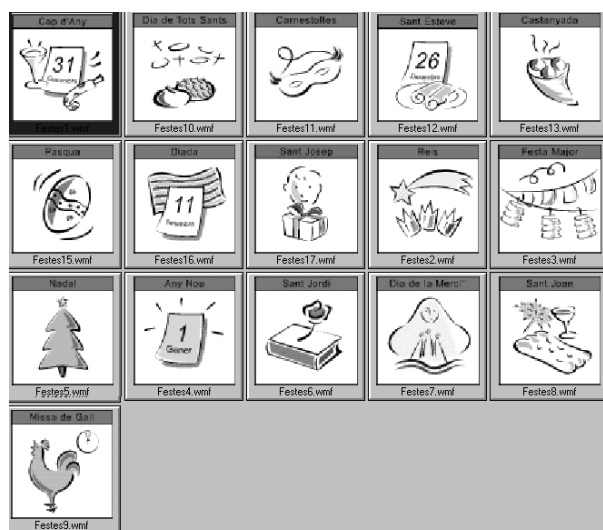 Cap d'Any
31
Desembre
Festes1.wmf
Dia de Tots Sants
Festes10.wmf
Carnestoltes
Festes11.wmf
Sant Esteve
26
Desembre
Festes12.wmf
Castanyada
Festes13.wmf
Pasqua
Festes15.wmf
Diada
11
Setembre
Festes16.wmf
Sant Josep
Festes17.wmf
Reis
Festes2.wmf
Festa Major
Festes3.wmf
Nadal
Festes5.wmf
Any Nou
1
Gener
Festes4.wmf
Sant Jordi
Festes6.wmf
Dia de la Mercè
Festes7.wmf
Sant Joan
Festes8.wmf
Missa de Gall
Festes9.wmf